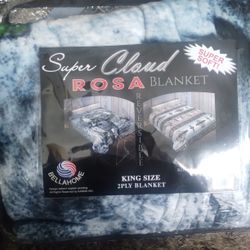 Super Cloud
ROSA BLANKET
SUPER
SOFT!
BELLAHOME
KING SIZE
2PLY BLANKET